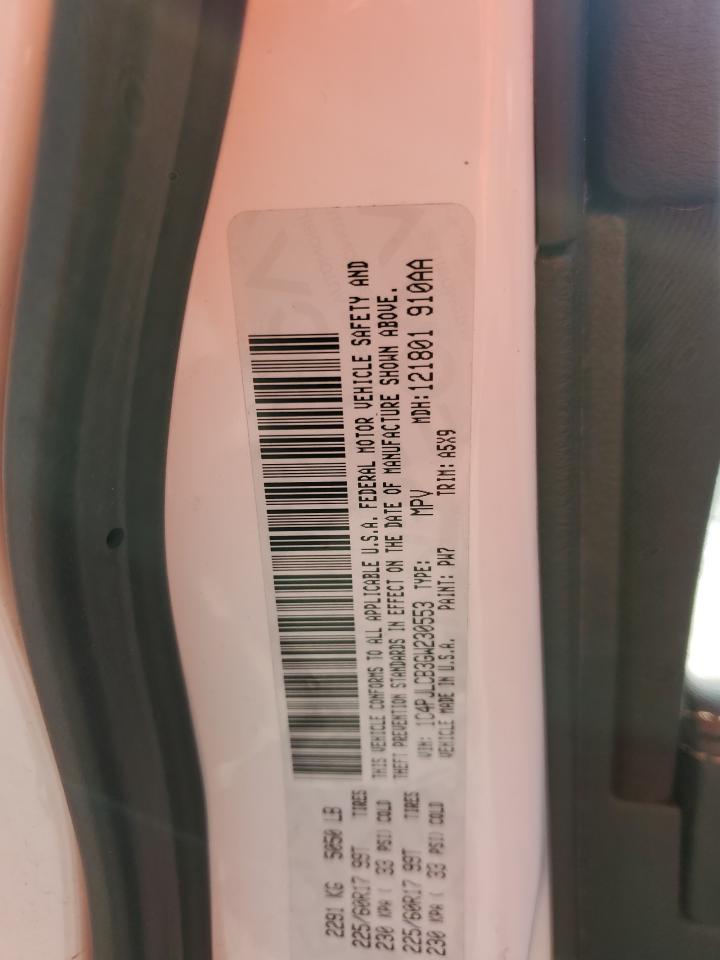 THIS VEHICLE CONFORMS TO ALL APPLICABLE U.S.A. FEDERAL MOTOR VEHICLE SAFETY AND
THEFT PREVENTION STANDARDS IN EFFECT ON THE DATE OF MANUFACTURE SHOWN ABOVE.
VIN: 1C4PJLCB3GW230553 TYPE: MPV MDH:121801 910AA
VEHICLE MADE IN U.S.A. PAINT: PW7 TRIM: A5X9
2291 KG 5050 LB
225/60R17 99T TIRES
230 KPA ( 33 PSI) COLD
225/60R17 99T TIRES
230 KPA ( 33 PSI) COLD